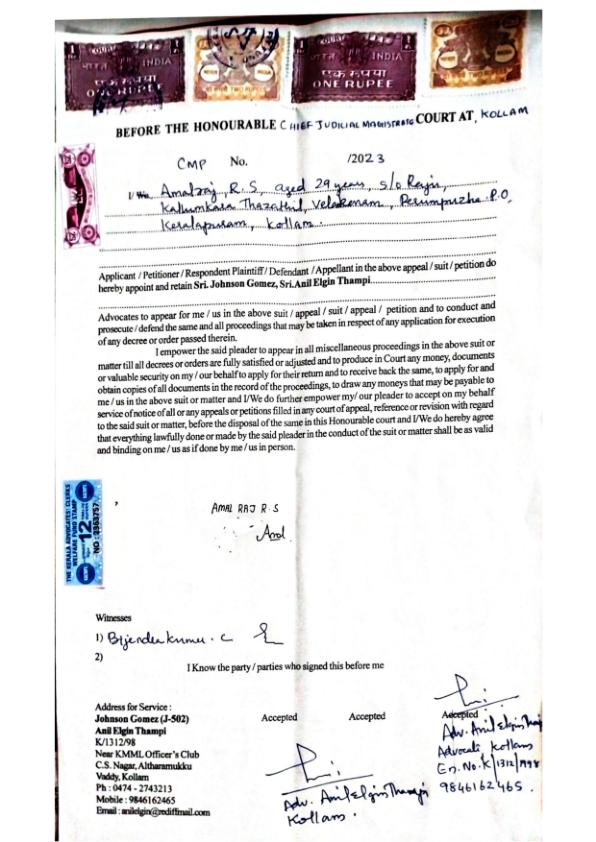 COURT
INDIA
भारत
एक रुपया
ONE RUPEE
INDIA
भारत
एक रुपया
ONE RUPEE
BEFORE THE HONOURABLE CHIEF JUDICIAL MAGISTRATE COURT AT, KOLLAM
CMP No. /2023
I/We Amalraj, R.S, aged 29 years, s/o Raju,
Kallumkara Thazathil, Velakonam, Perumpuzha P.O,
Keralapuram, Kollam.
Applicant / Petitioner / Respondent Plaintiff / Defendant / Appellant in the above appeal / suit / petition do
hereby appoint and retain Sri. Johnson Gomez, Sri.Anil Elgin Thampi
Advocates to appear for me / us in the above suit / appeal / suit / appeal / petition and to conduct and
prosecute / defend the same and all proceedings that may be taken in respect of any application for execution
of any decree or order passed therein.
I empower the said pleader to appear in all miscellaneous proceedings in the above suit or
matter till all decrees or orders are fully satisfied or adjusted and to produce in Court any money, documents
or valuable security on my / our behalf to apply for their return and to receive back the same, to apply for and
obtain copies of all documents in the record of the proceedings, to draw any moneys that may be payable to
me / us in the above suit or matter and I/We do further empower my/ our pleader to accept on my behalf
service of notice of all or any appeals or petitions filled in any court of appeal, reference or revision with regard
to the said suit or matter, before the disposal of the same in this Honourable court and I/We do hereby agree
that everything lawfully done or made by the said pleader in the conduct of the suit or matter shall be as valid
and binding on me / us as if done by me / us in person.
THE KERALA ADVOCATES' CLERKS
WELFARE FUND STAMP
12
AMAL RAJ R.S
Amal
Witnesses
1) Bijendrakumar. C
2)
I Know the party / parties who signed this before me
Address for Service :
Johnson Gomez (J-502)
Anil Elgin Thampi
K/1312/98
Near KMML Officer's Club
C.S. Nagar, Altharamukku
Vaddy, Kollam
Ph : 0474 - 2743213
Mobile : 9846162465
Email : anilelgin@rediffmail.com
Accepted
Accepted
Accepted
Adv. Anil Elgin Thampi
Kollam.
Adv. Anil Elgin Thampi
Advocate Kollam
En. No. K/1312/1998
9846162465.